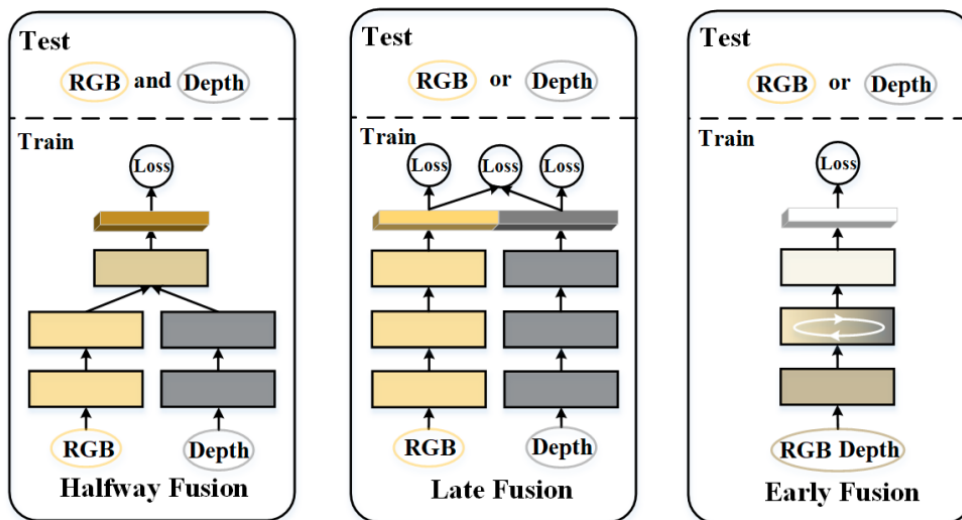 Test
RGB and Depth
Train
Loss
RGB Depth
Halfway Fusion
Test
RGB or Depth
Train
Loss Loss Loss
RGB Depth
Late Fusion
Test
RGB or Depth
Train
Loss
RGB Depth
Early Fusion